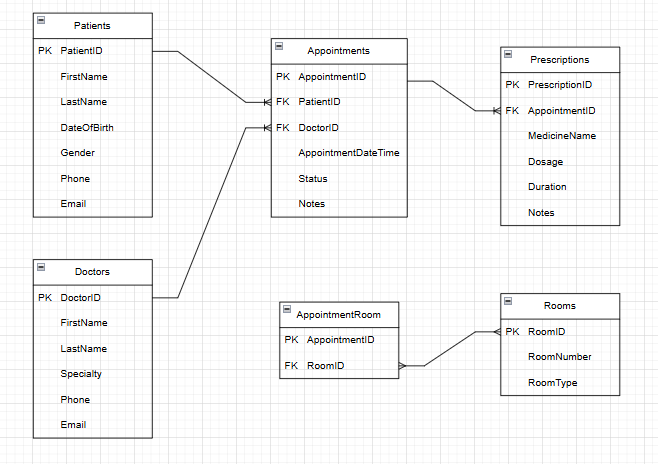 Patients
PK PatientID
FirstName
LastName
DateOfBirth
Gender
Phone
Email
Appointments
PK AppointmentID
FK PatientID
FK DoctorID
AppointmentDateTime
Status
Notes
Prescriptions
PK PrescriptionID
FK AppointmentID
MedicineName
Dosage
Duration
Notes
Doctors
PK DoctorID
FirstName
LastName
Specialty
Phone
Email
AppointmentRoom
PK AppointmentID
FK RoomID
Rooms
PK RoomID
RoomNumber
RoomType